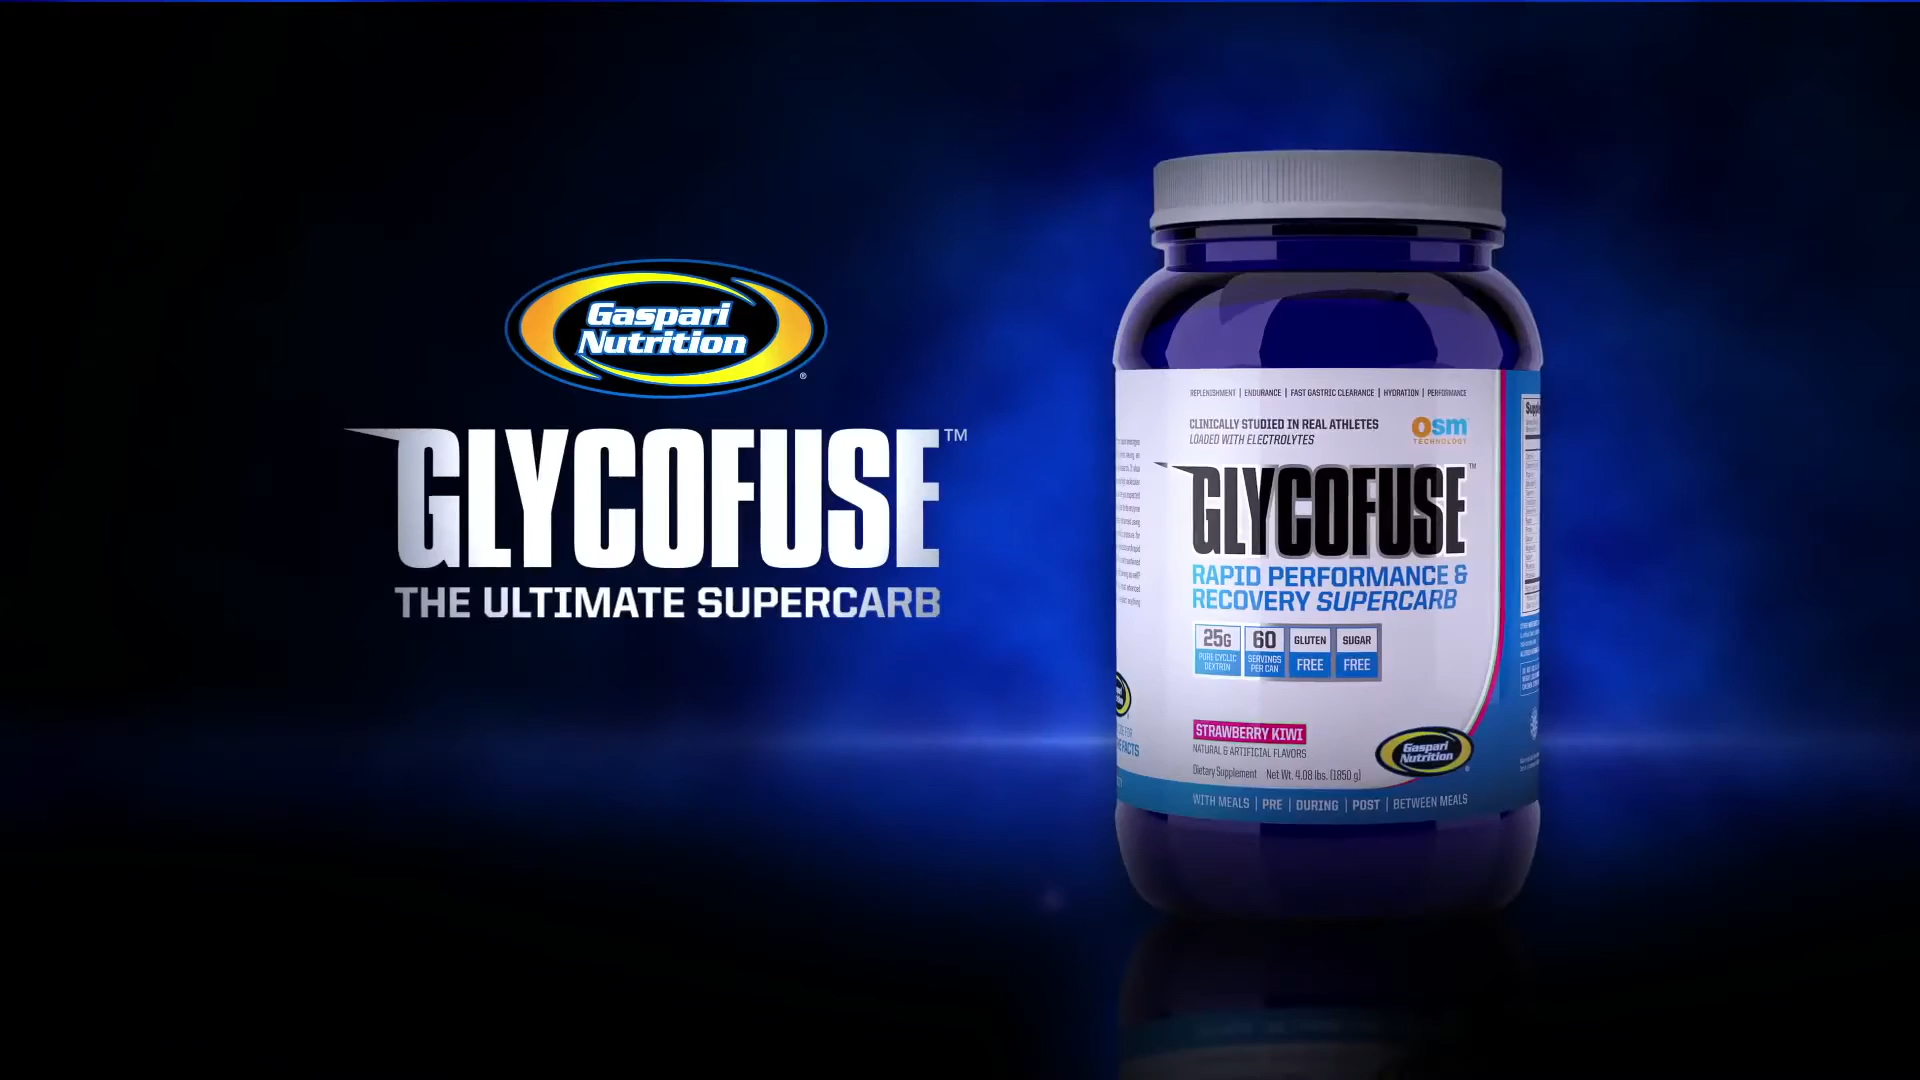 Gaspari
Nutrition
®
GLYCOFUSE™
THE ULTIMATE SUPERCARB
REPLENISHMENT | ENDURANCE | FAST GASTRIC CLEARANCE | HYDRATION | PERFORMANCE
CLINICALLY STUDIED IN REAL ATHLETES
LOADED WITH ELECTROLYTES
Osm
TECHNOLOGY
GLYCOFUSE™
RAPID PERFORMANCE &
RECOVERY SUPERCARB
25G
PURE CYCLIC
DEXTRIN
60
SERVINGS
PER CAN
GLUTEN
FREE
SUGAR
FREE
STRAWBERRY KIWI
NATURAL & ARTIFICIAL FLAVORS
Dietary Supplement Net Wt. 4.08 lbs. (1850 g)
Gaspari
Nutrition
®
WITH MEALS | PRE | DURING | POST | BETWEEN MEALS